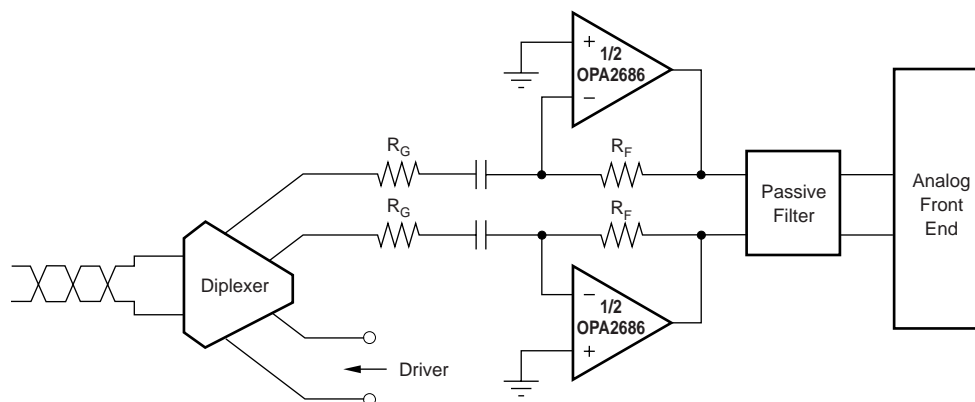 +
1/2
OPA2686
−
R_G
R_F
R_G
R_F
Passive
Filter
Analog
Front
End
Diplexer
−
1/2
OPA2686
+
Driver